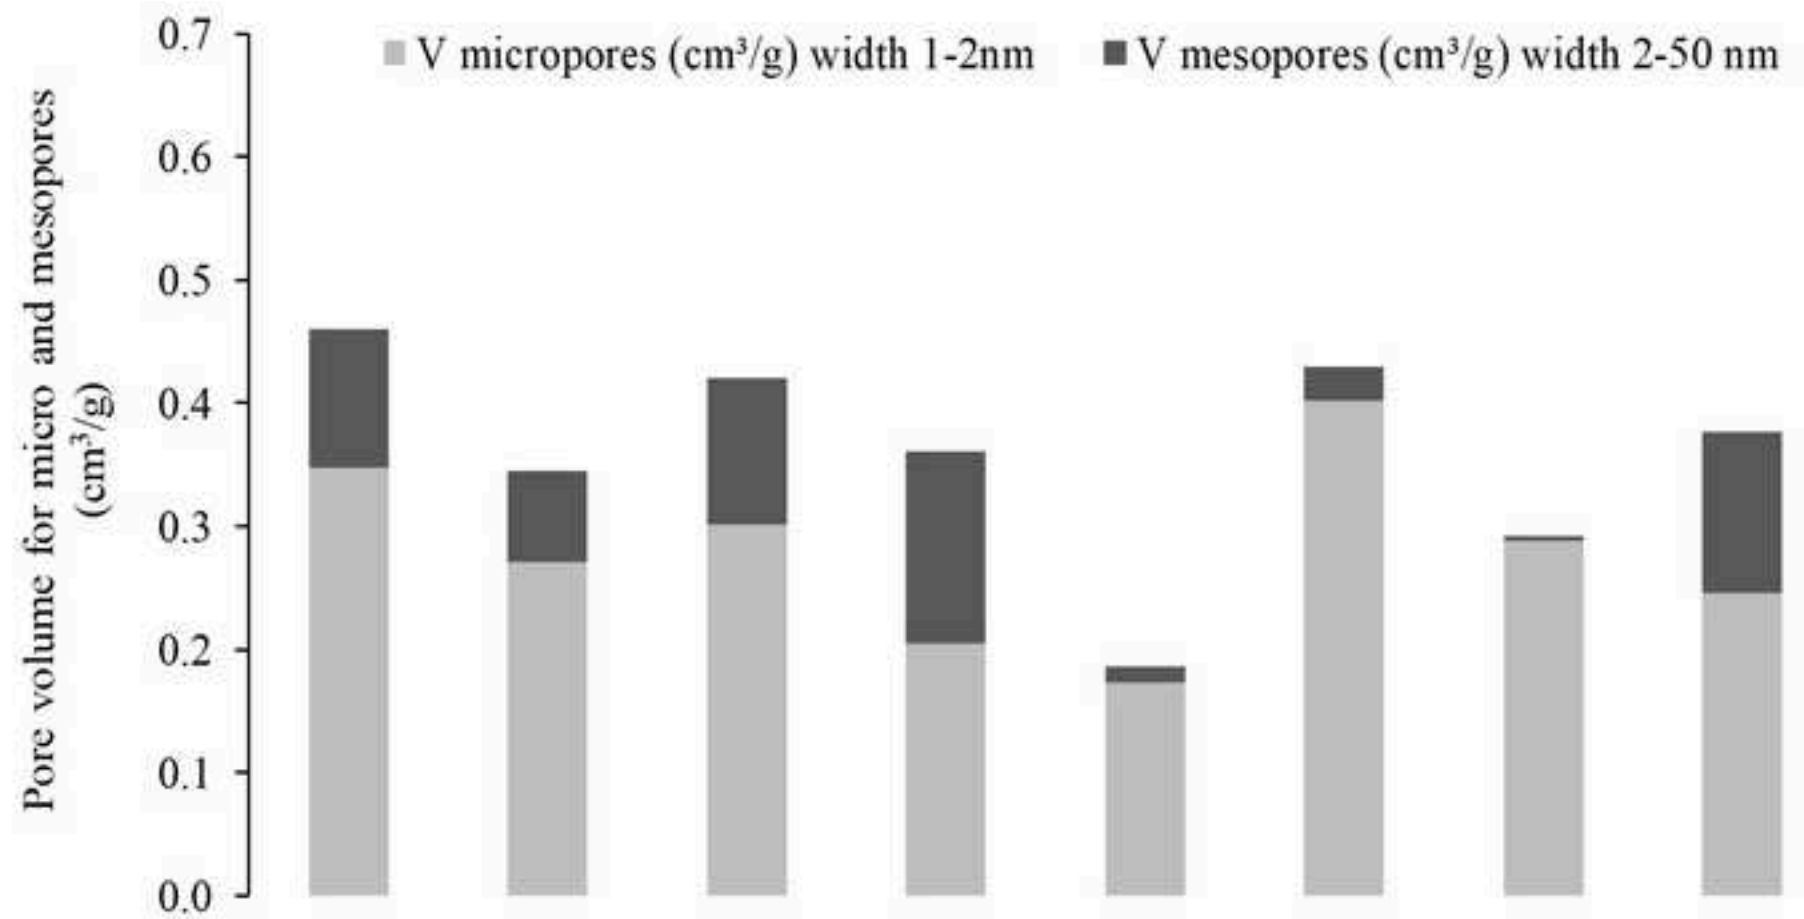 V micropores (cm³/g) width 1-2nm
V mesopores (cm³/g) width 2-50 nm
Pore volume for micro and mesopores
(cm³/g)
0.7
0.6
0.5
0.4
0.3
0.2
0.1
0.0